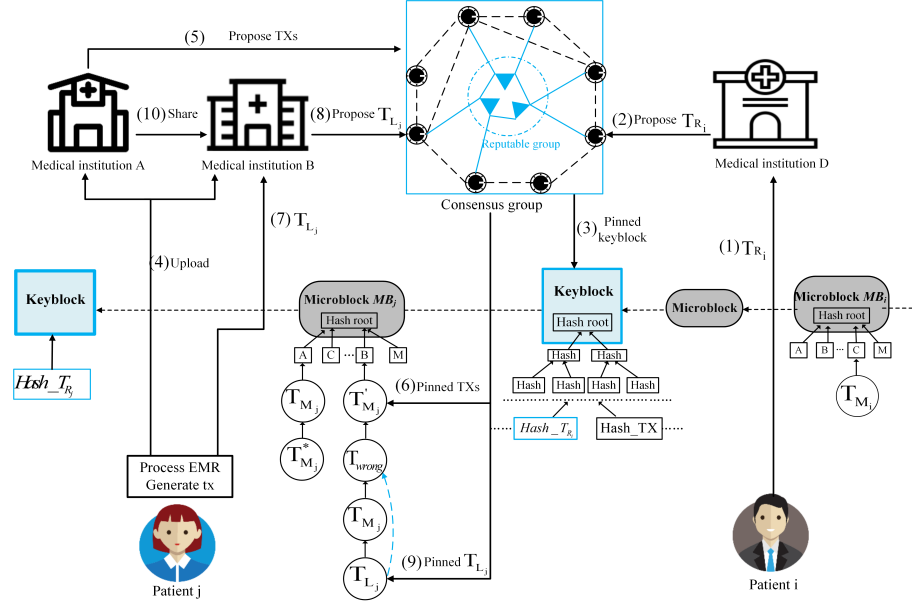 (5) Propose TXs
(10) Share
(8) Propose T_{L_j}
(2) Propose T_{R_i}
Reputable group
Medical institution A
Medical institution B
Medical institution D
Consensus group
(7) T_{L_j}
(3) Pinned
keyblock
(1) T_{R_i}
(4) Upload
Keyblock
Microblock MB_j
Hash root
Keyblock
Hash root
Microblock
Microblock MB_i
Hash root
A
C
...
B
M
Hash
Hash
Hash
Hash
Hash
Hash
A
B
...
C
M
Hash_T_{R_j}
(6) Pinned TXs
T_{M_j}
T'_{M_j}
Hash_T_{R_i}
Hash_TX
T_{M_i}
T*_{M_j}
T_{wrong}
Process EMR
Generate tx
T_{M_j}
(9) Pinned T_{L_j}
T_{L_j}
Patient j
Patient i